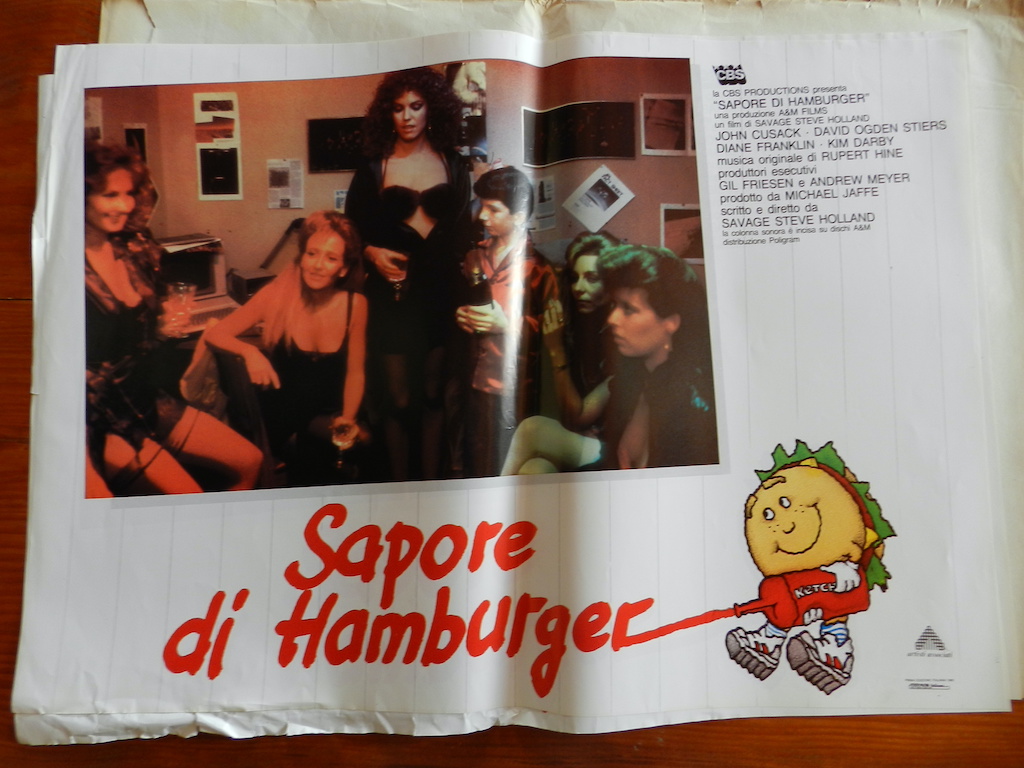 CBS
la CBS PRODUCTIONS presenta
"SAPORE DI HAMBURGER"
una produzione A&M FILMS
un film di SAVAGE STEVE HOLLAND
JOHN CUSACK · DAVID OGDEN STIERS
DIANE FRANKLIN · KIM DARBY
musica originale di RUPERT HINE
produttori esecutivi
GIL FRIESEN e ANDREW MEYER
prodotto da MICHAEL JAFFE
scritto e diretto da
SAVAGE STEVE HOLLAND
la colonna sonora è incisa su dischi A&M
distribuzione Poligram
Sapore
di Hamburger
KETCH
artisti associati